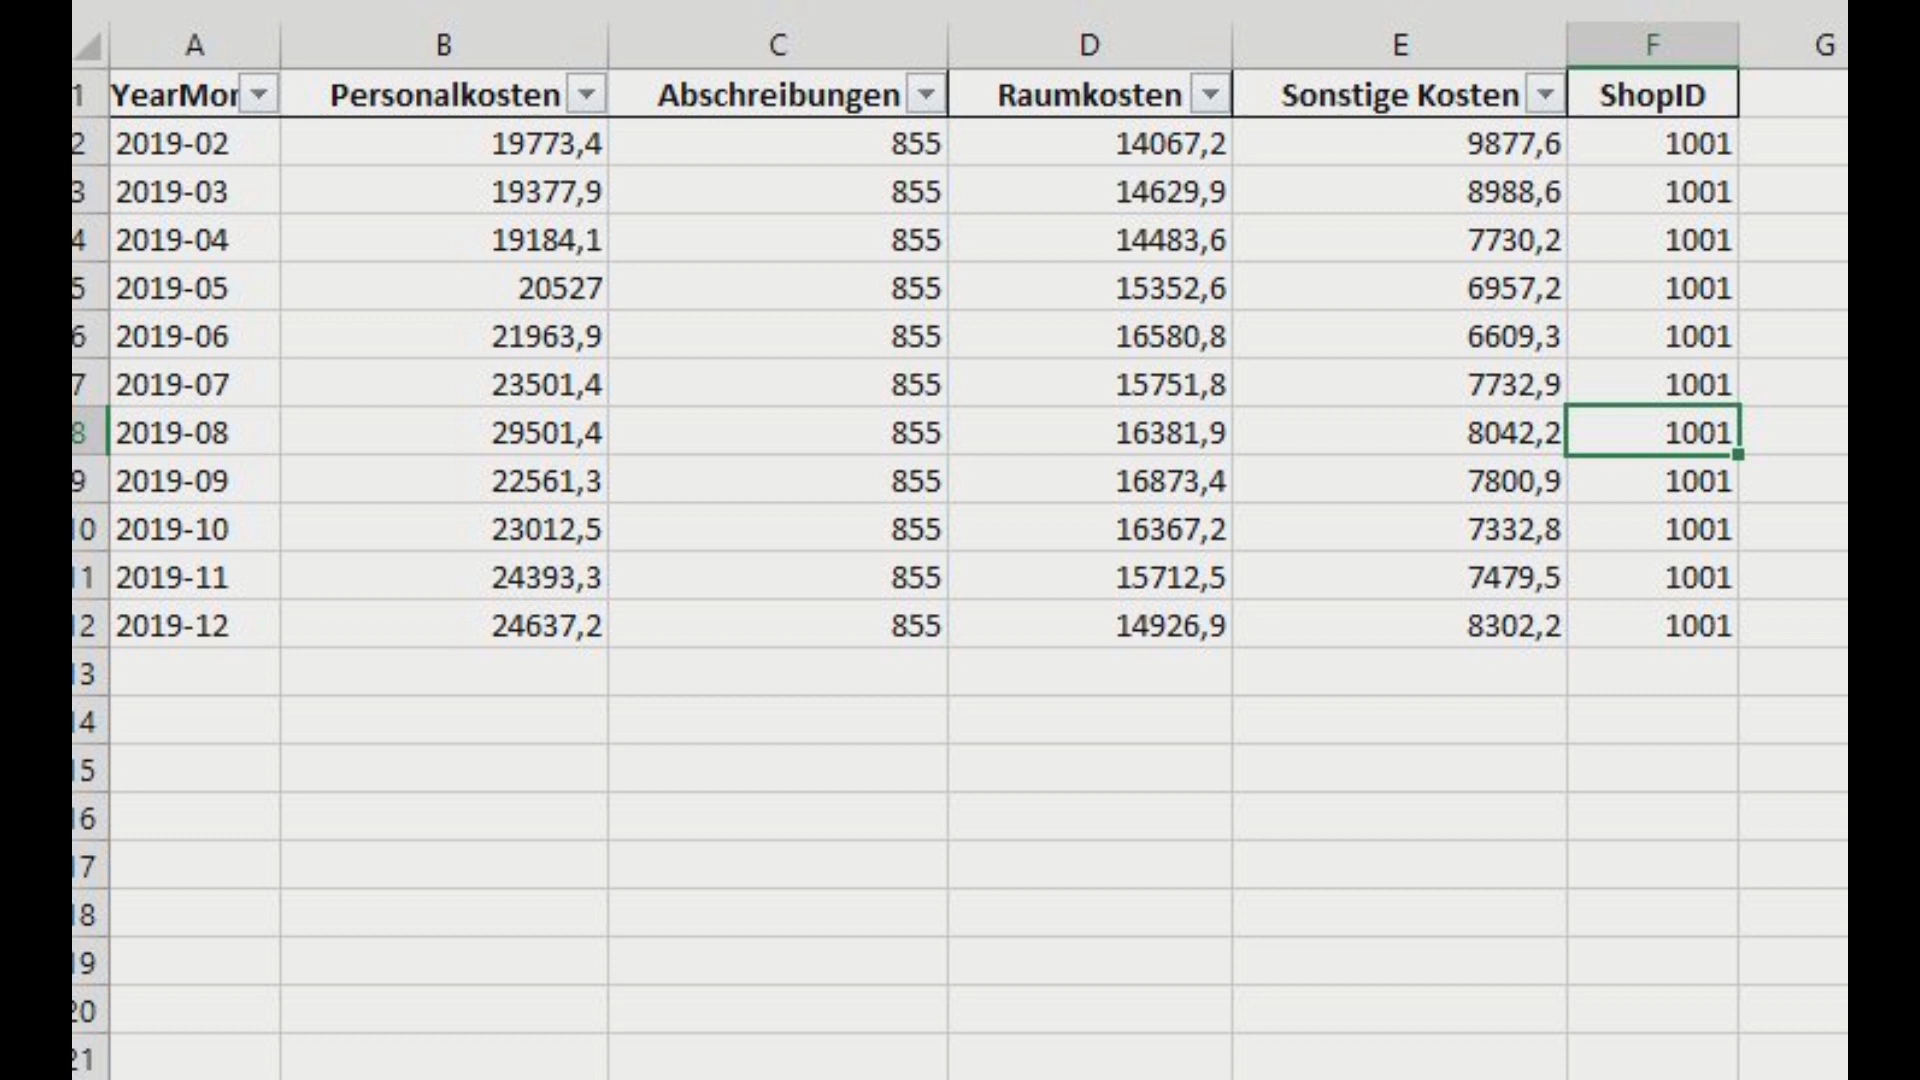 A B C D E F G
1 YearMor Personalkosten Abschreibungen Raumkosten Sonstige Kosten ShopID
2 2019-02 19773,4 855 14067,2 9877,6 1001
3 2019-03 19377,9 855 14629,9 8988,6 1001
4 2019-04 19184,1 855 14483,6 7730,2 1001
5 2019-05 20527 855 15352,6 6957,2 1001
6 2019-06 21963,9 855 16580,8 6609,3 1001
7 2019-07 23501,4 855 15751,8 7732,9 1001
8 2019-08 29501,4 855 16381,9 8042,2 1001
9 2019-09 22561,3 855 16873,4 7800,9 1001
10 2019-10 23012,5 855 16367,2 7332,8 1001
11 2019-11 24393,3 855 15712,5 7479,5 1001
12 2019-12 24637,2 855 14926,9 8302,2 1001
13
14
15
16
17
18
19
20
21